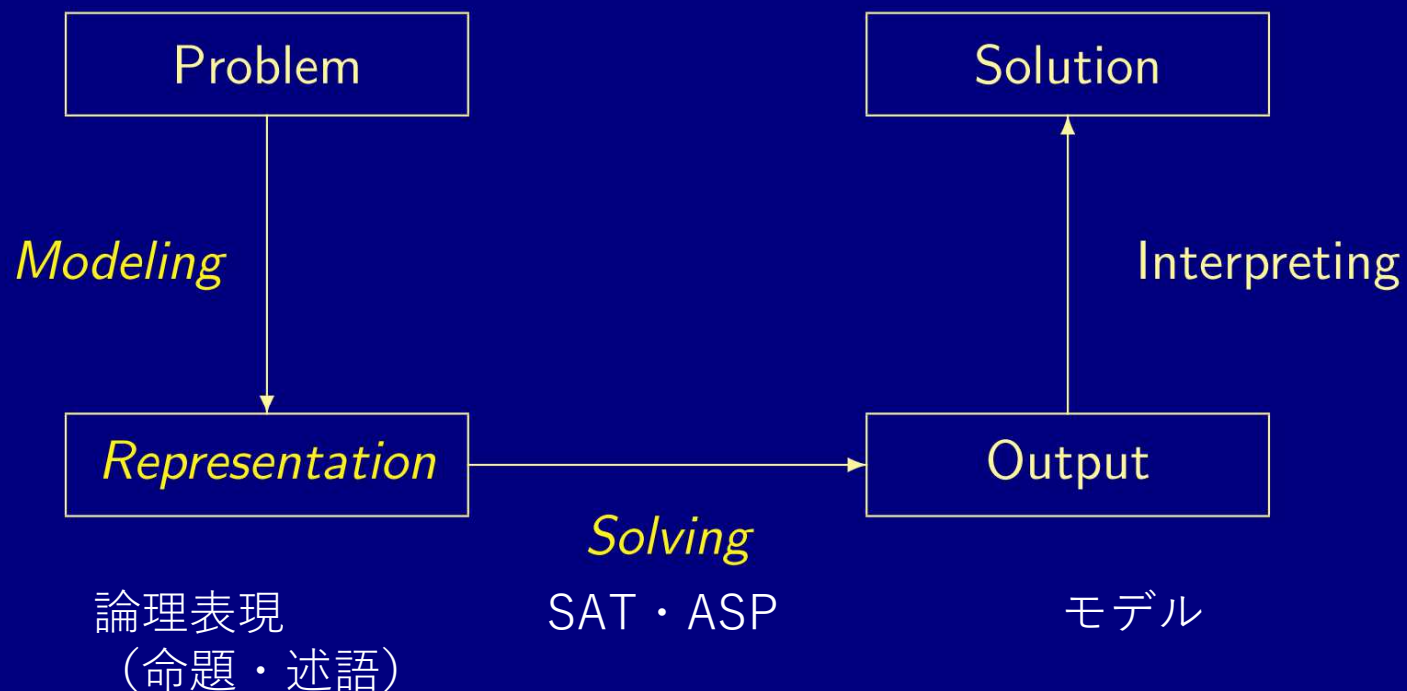 Problem
Solution
Modeling
Interpreting
Representation
Output
Solving
論理表現
（命題・述語）
SAT・ASP
モデル